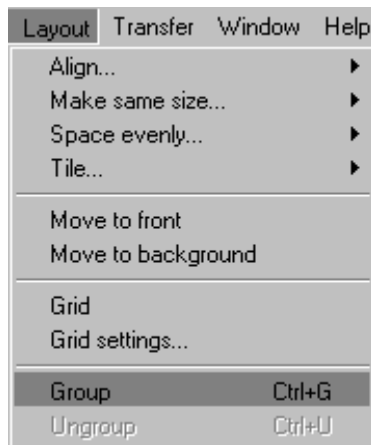 Layout Transfer Window Help
Align...
Make same size...
Space evenly...
Tile...
Move to front
Move to background
Grid
Grid settings...
Group Ctrl+G
Ungroup Ctrl+U